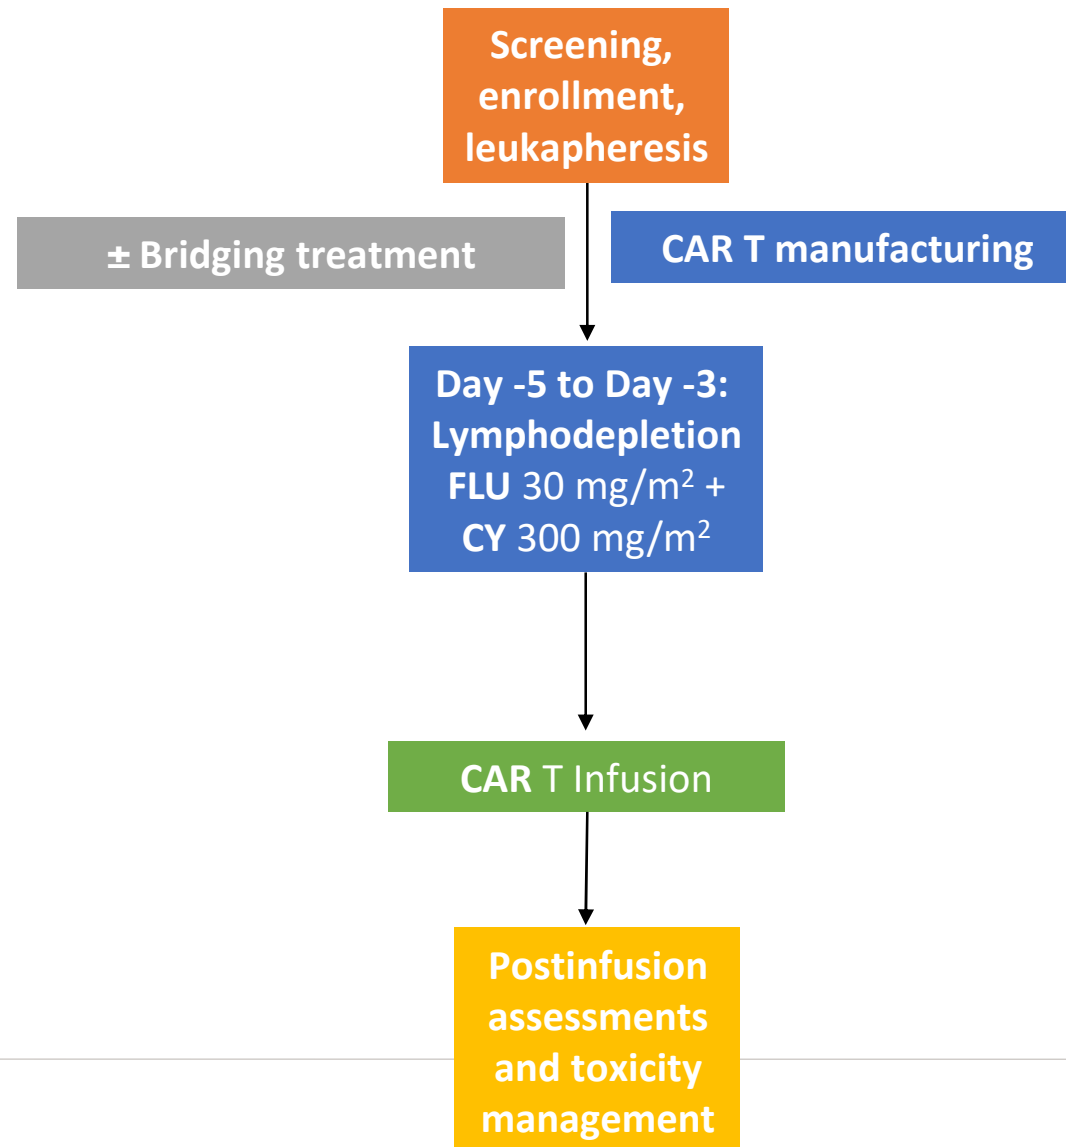 Screening,
enrollment,
leukapheresis
± Bridging treatment
CAR T manufacturing
Day -5 to Day -3:
Lymphodepletion
FLU 30 mg/m² +
CY 300 mg/m²
CAR T Infusion
Postinfusion
assessments
and toxicity
management